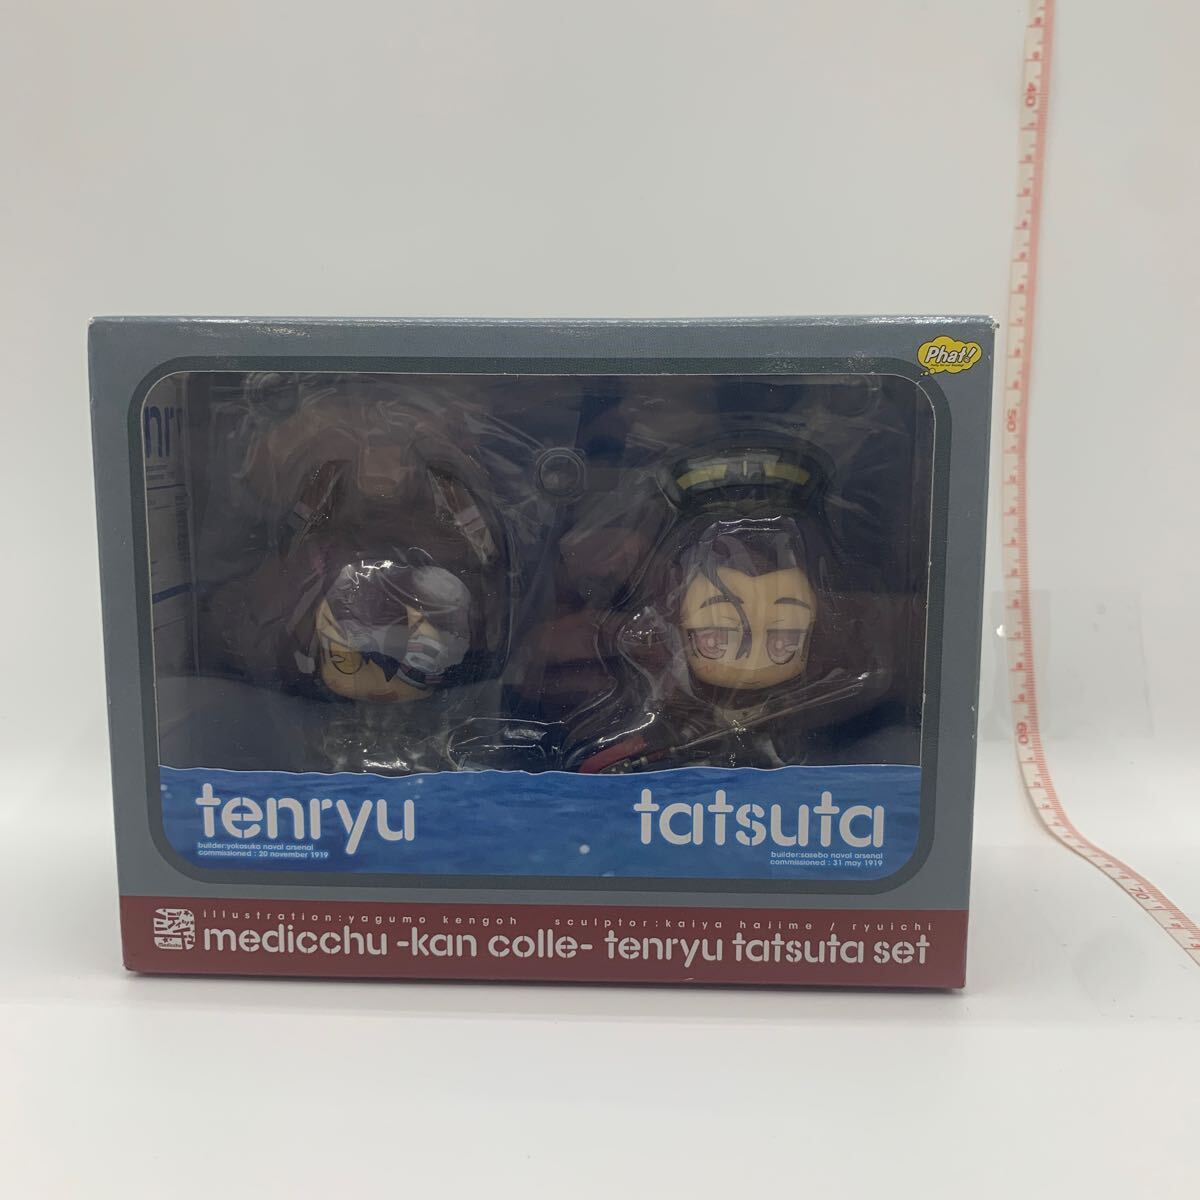 Phat!
tenryu
builder:yokosuka naval arsenal
commissioned : 20 november 1919
tatsuta
builder:sasebo naval arsenal
commissioned : 31 may 1919
illustration:yagumo kengoh sculptor:kaiya hajime / ryuichi
medicchu -kan colle- tenryu tatsuta set
Medicchu
40
50
60
70